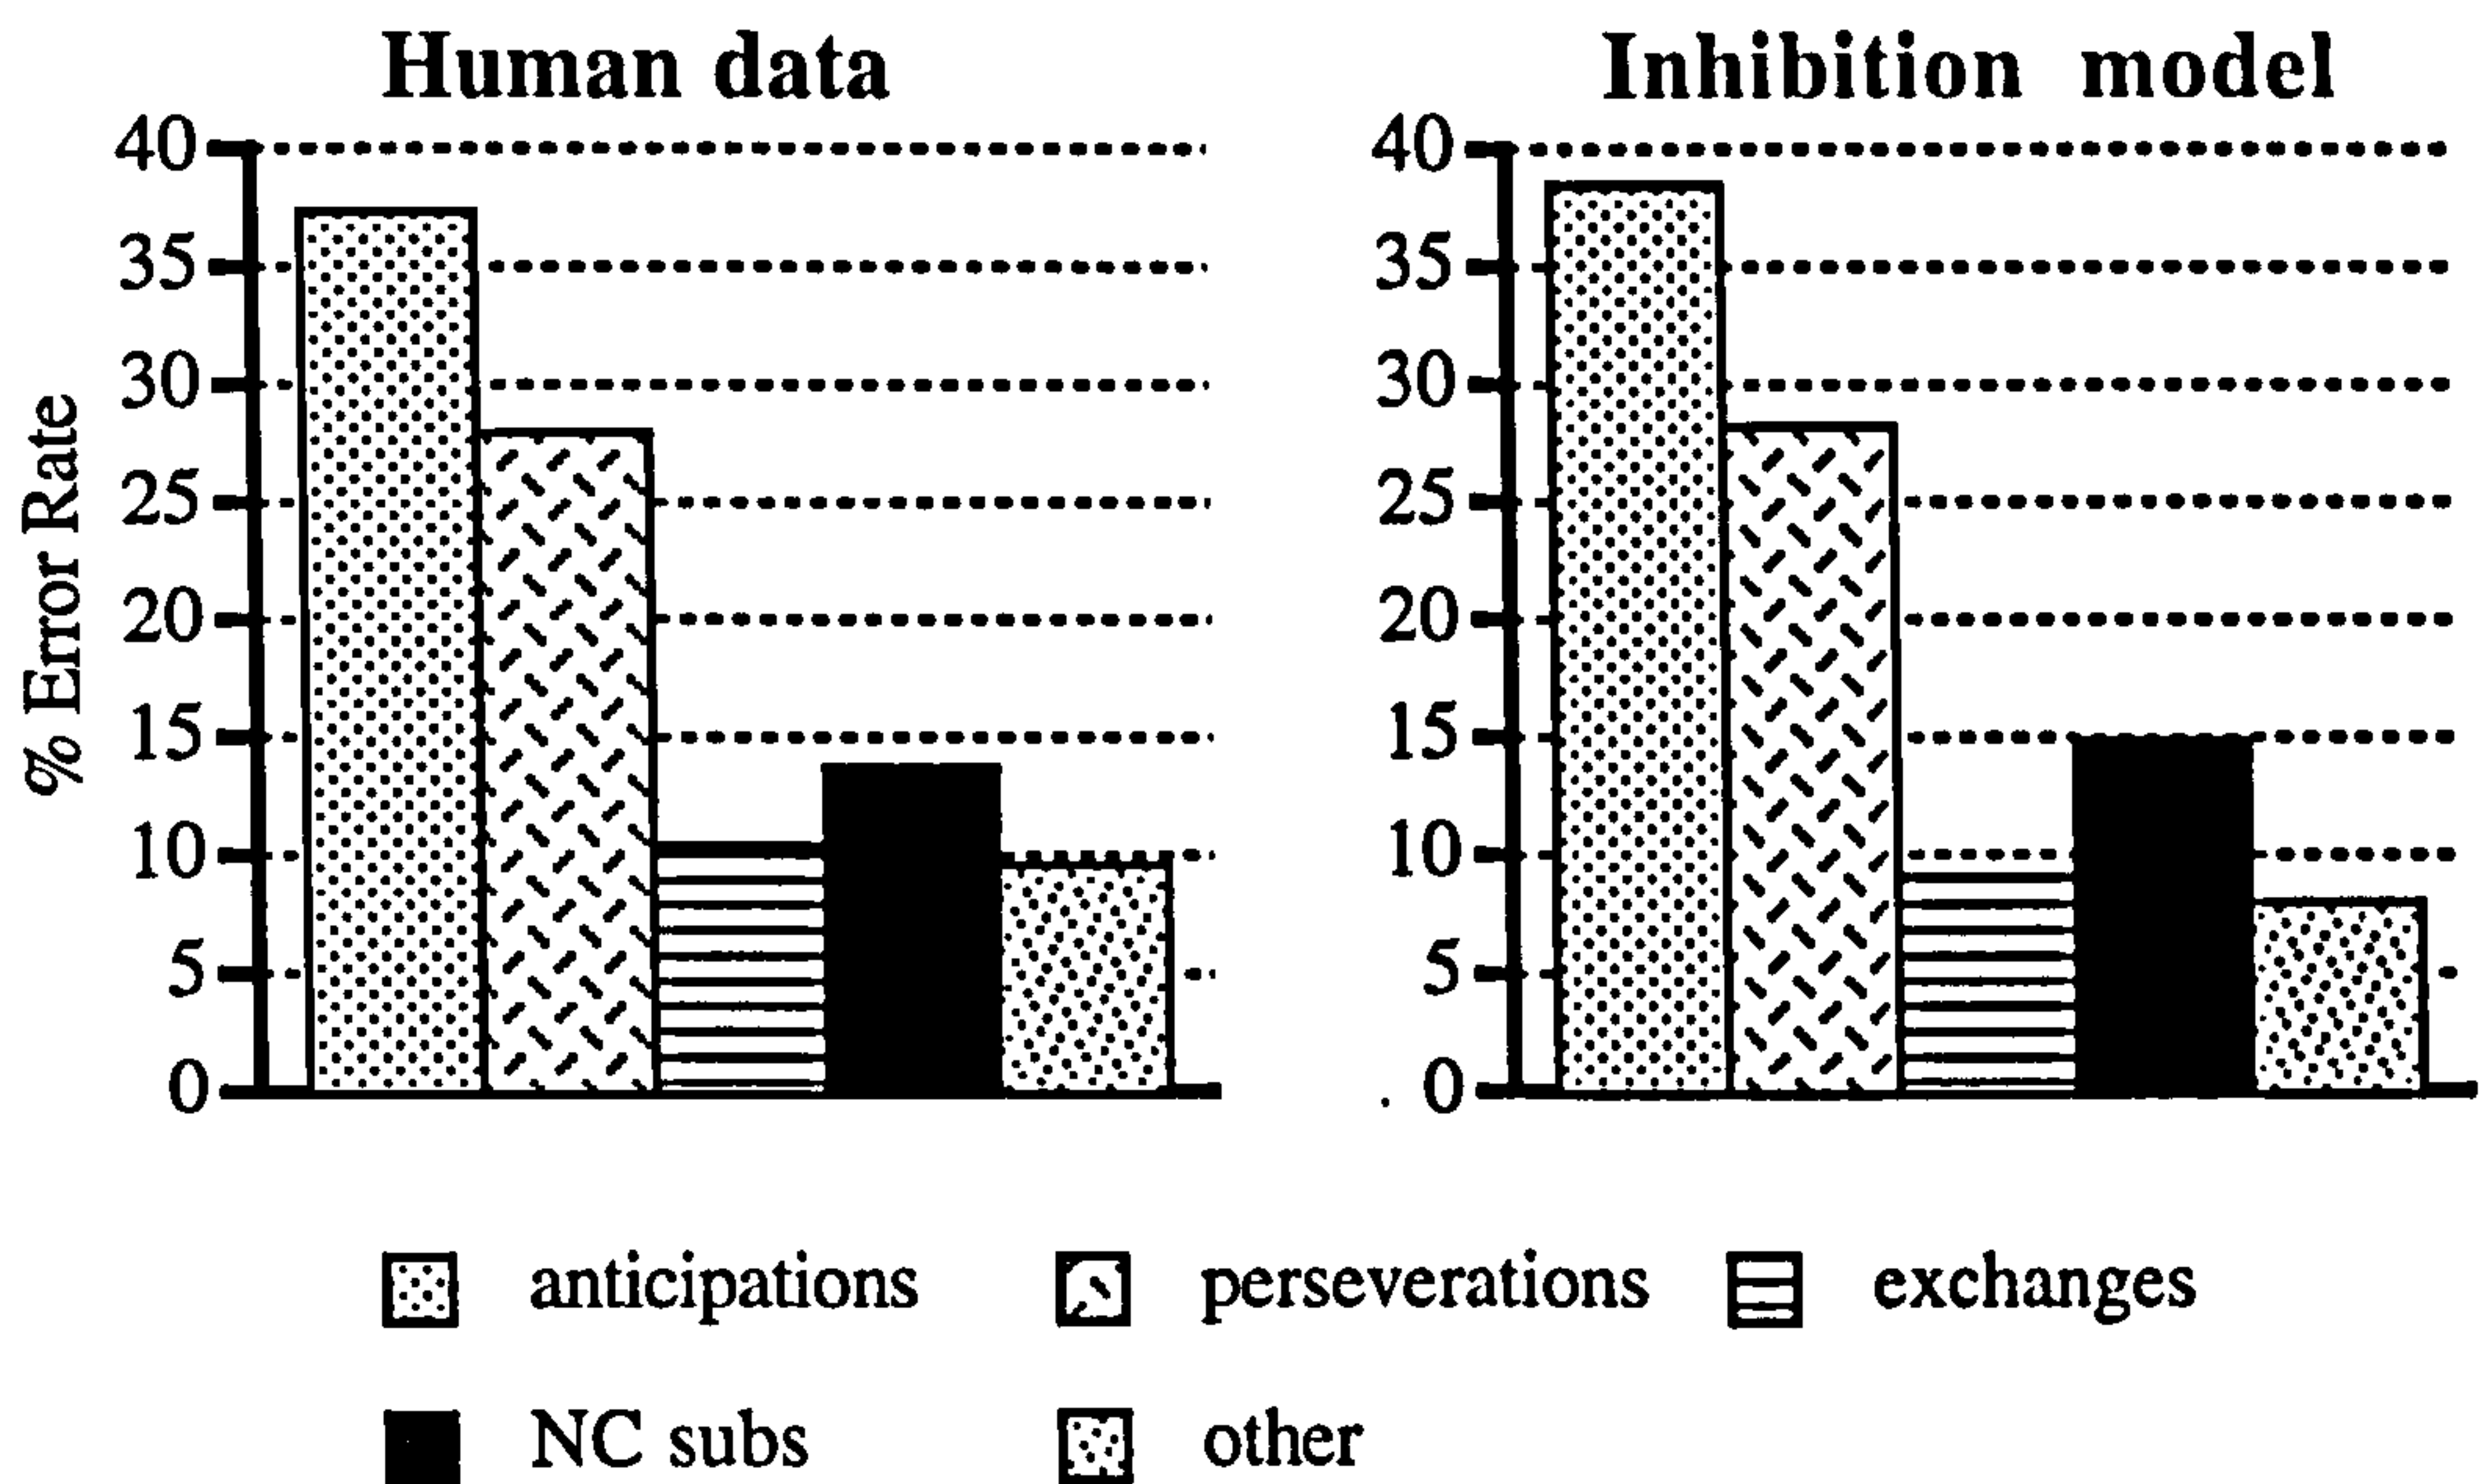 Human data
Inhibition model
% Error Rate
40
35
30
25
20
15
10
5
0
40
35
30
25
20
15
10
5
0
anticipations
perseverations
exchanges
NC subs
other